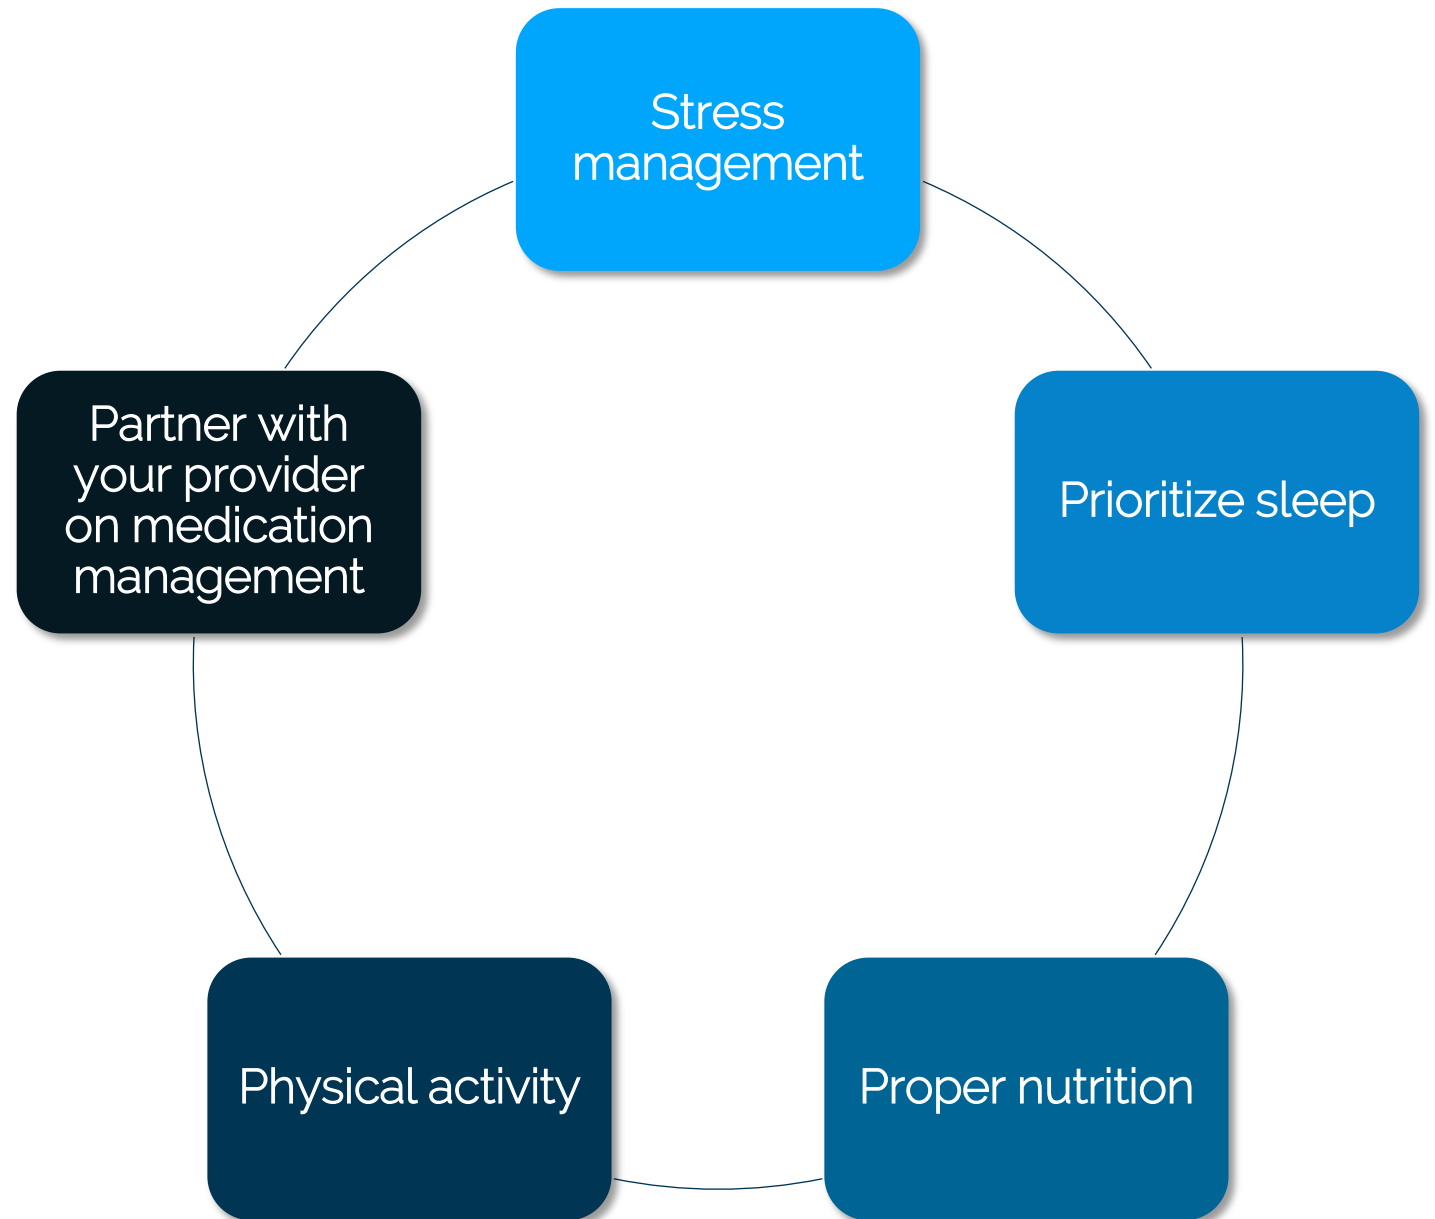 Stress
management
Prioritize sleep
Proper nutrition
Physical activity
Partner with
your provider
on medication
management